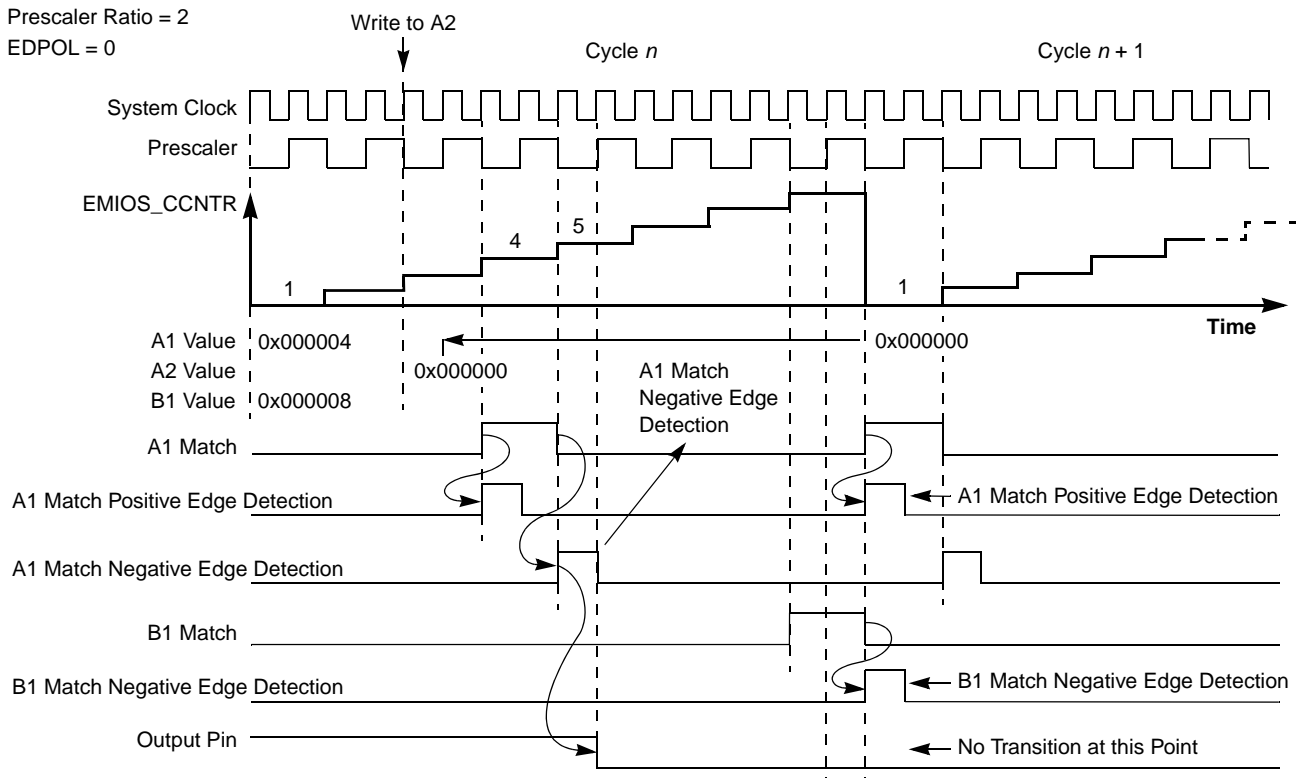 Prescaler Ratio = 2
EDPOL = 0
Write to A2
Cycle n
Cycle n + 1
System Clock
Prescaler
EMIOS_CCNTR
1
4
5
1
Time
A1 Value 0x000004 0x000000
A2 Value 0x000000
B1 Value 0x000008
A1 Match
Negative Edge
Detection
A1 Match
A1 Match Positive Edge Detection
A1 Match Positive Edge Detection
A1 Match Negative Edge Detection
B1 Match
B1 Match Negative Edge Detection
B1 Match Negative Edge Detection
Output Pin
No Transition at this Point